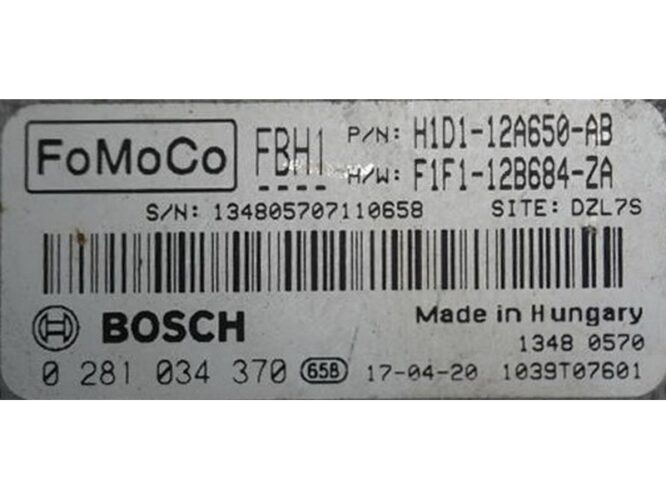 FoMoCo FBH1 P/N: H1D1-12A650-AB
H/W: F1F1-12B684-ZA
S/N: 134805707110658 SITE: DZL7S
BOSCH Made in Hungary
1348 0570
0 281 034 370 658 17-04-20 1039T07601